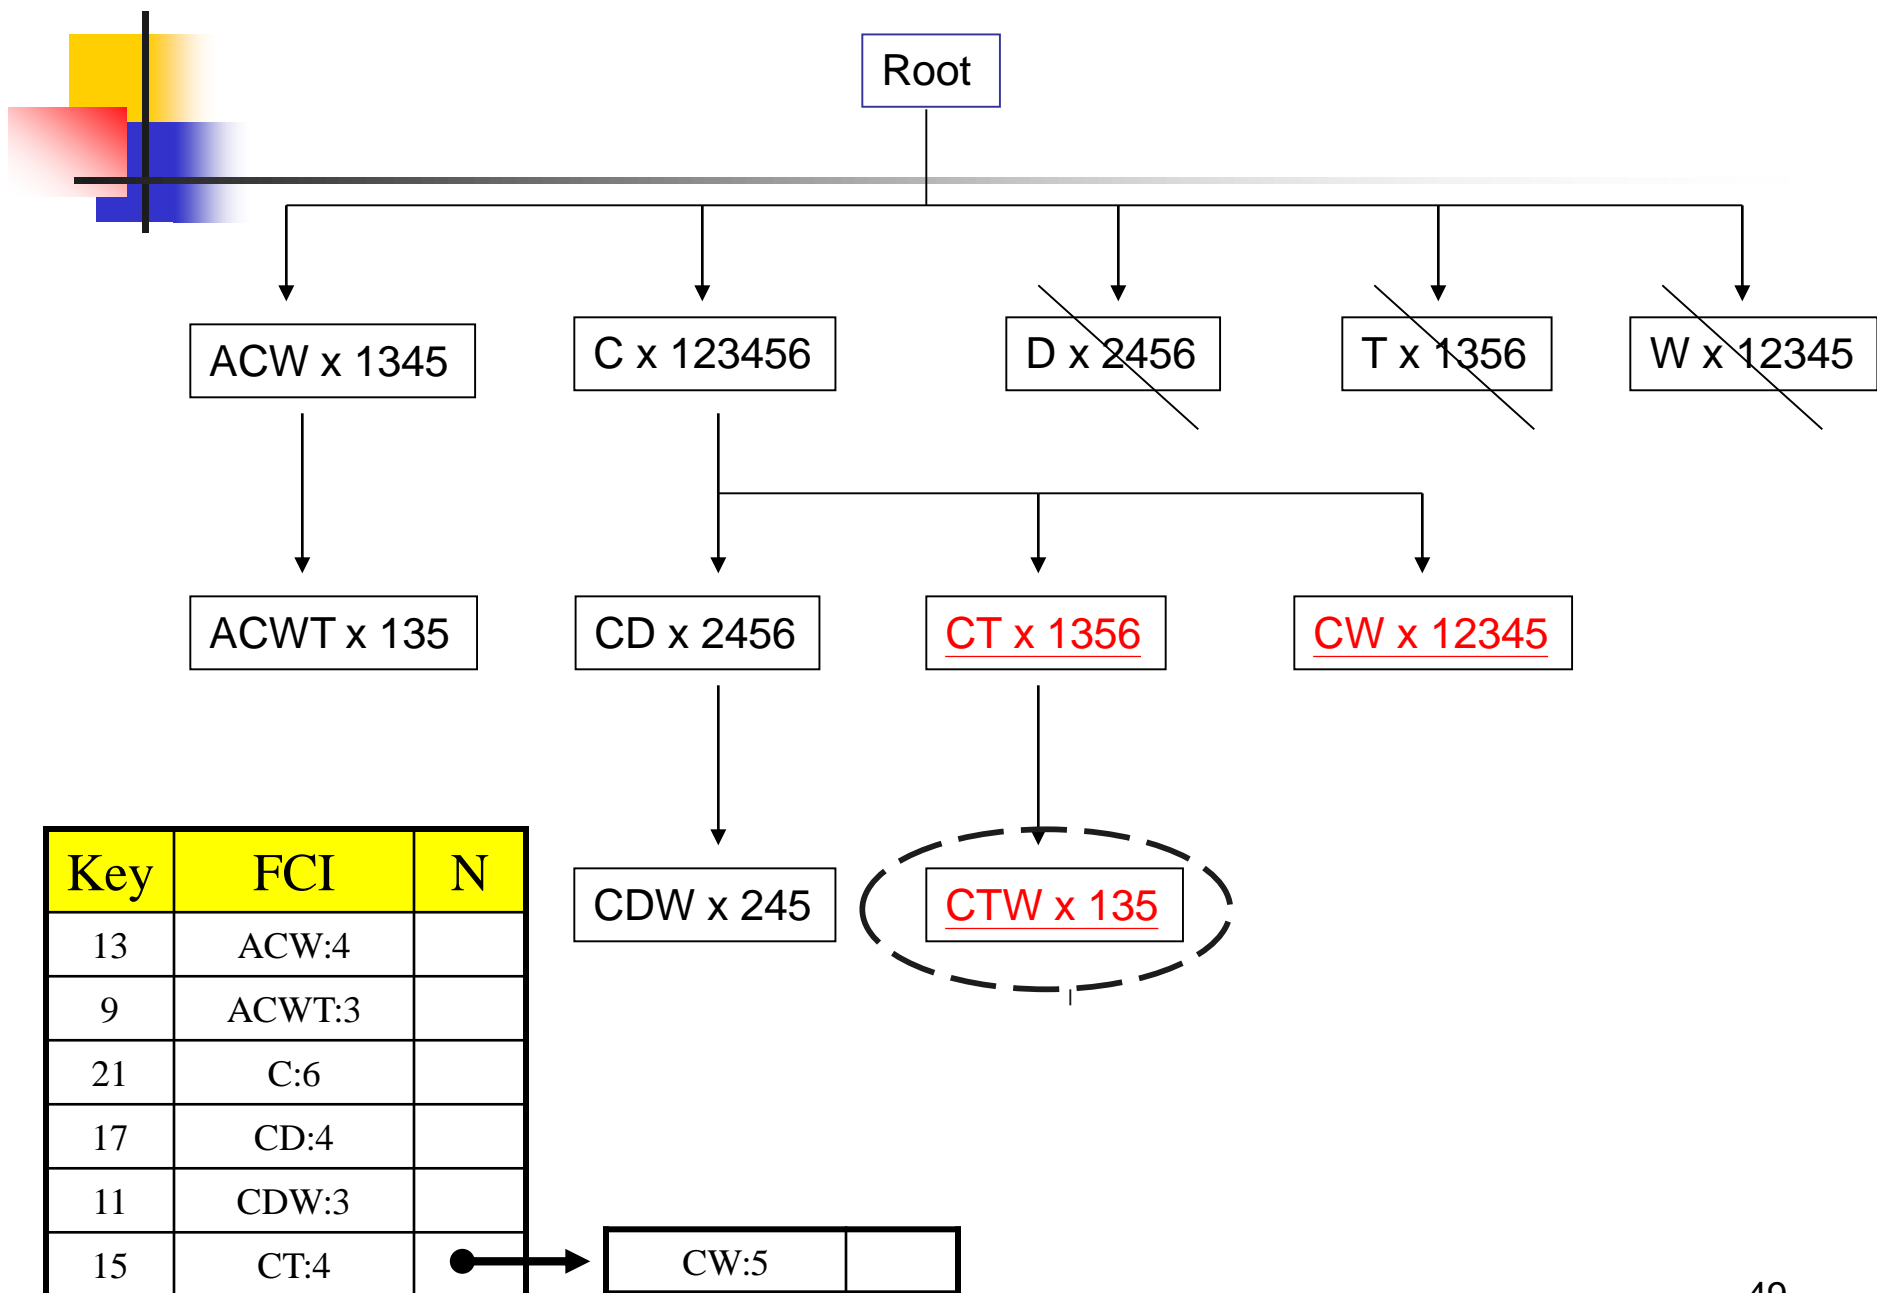 Root
ACW x 1345
C x 123456
D x 2456
T x 1356
W x 12345
ACWT x 135
CD x 2456
CT x 1356
CW x 12345
CDW x 245
CTW x 135
Key FCI N
13 ACW:4
9 ACWT:3
21 C:6
17 CD:4
11 CDW:3
15 CT:4 CW:5
49